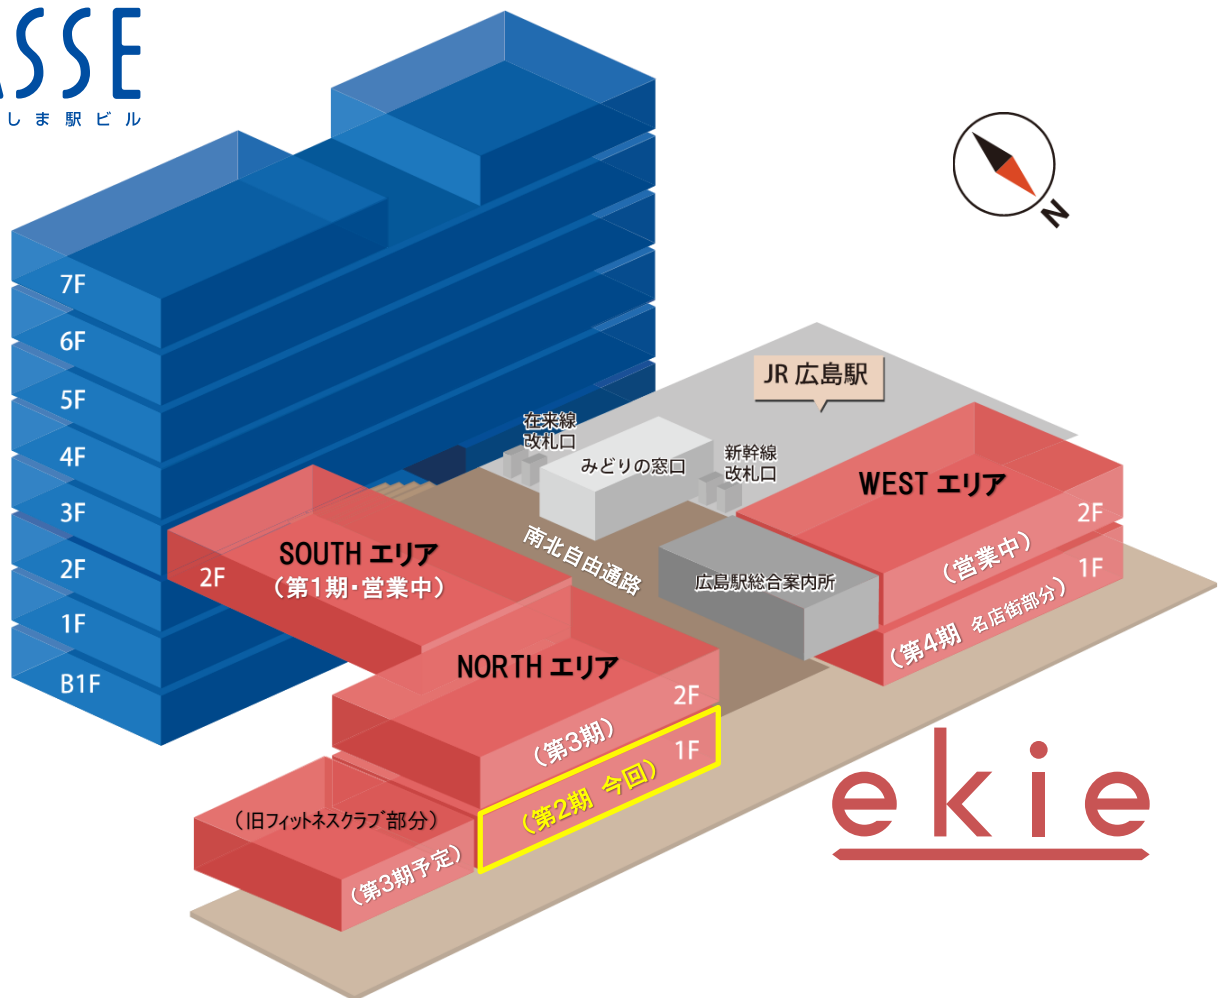 ASSE
しま駅ビル
N
7F
6F
5F
4F
3F
2F
1F
B1F
JR 広島駅
在来線
改札口
みどりの窓口
新幹線
改札口
WEST エリア
2F
(営業中)
1F
(第4期 名店街部分)
南北自由通路
広島駅総合案内所
SOUTH エリア
(第1期・営業中)
2F
NORTH エリア
2F
(第3期)
1F
(第2期 今回)
(旧フィットネスクラブ部分)
(第3期予定)
ekie